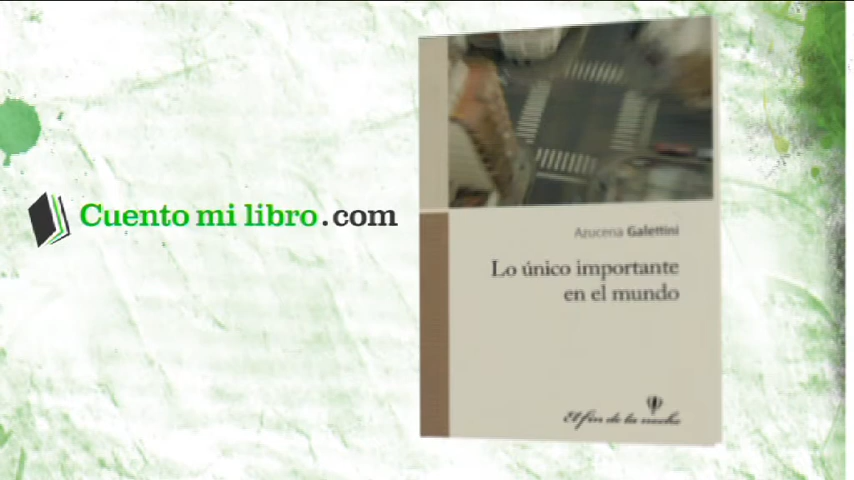 Cuento mi libro.com
Azucena Galettini
Lo único importante
en el mundo
El fin de la noche